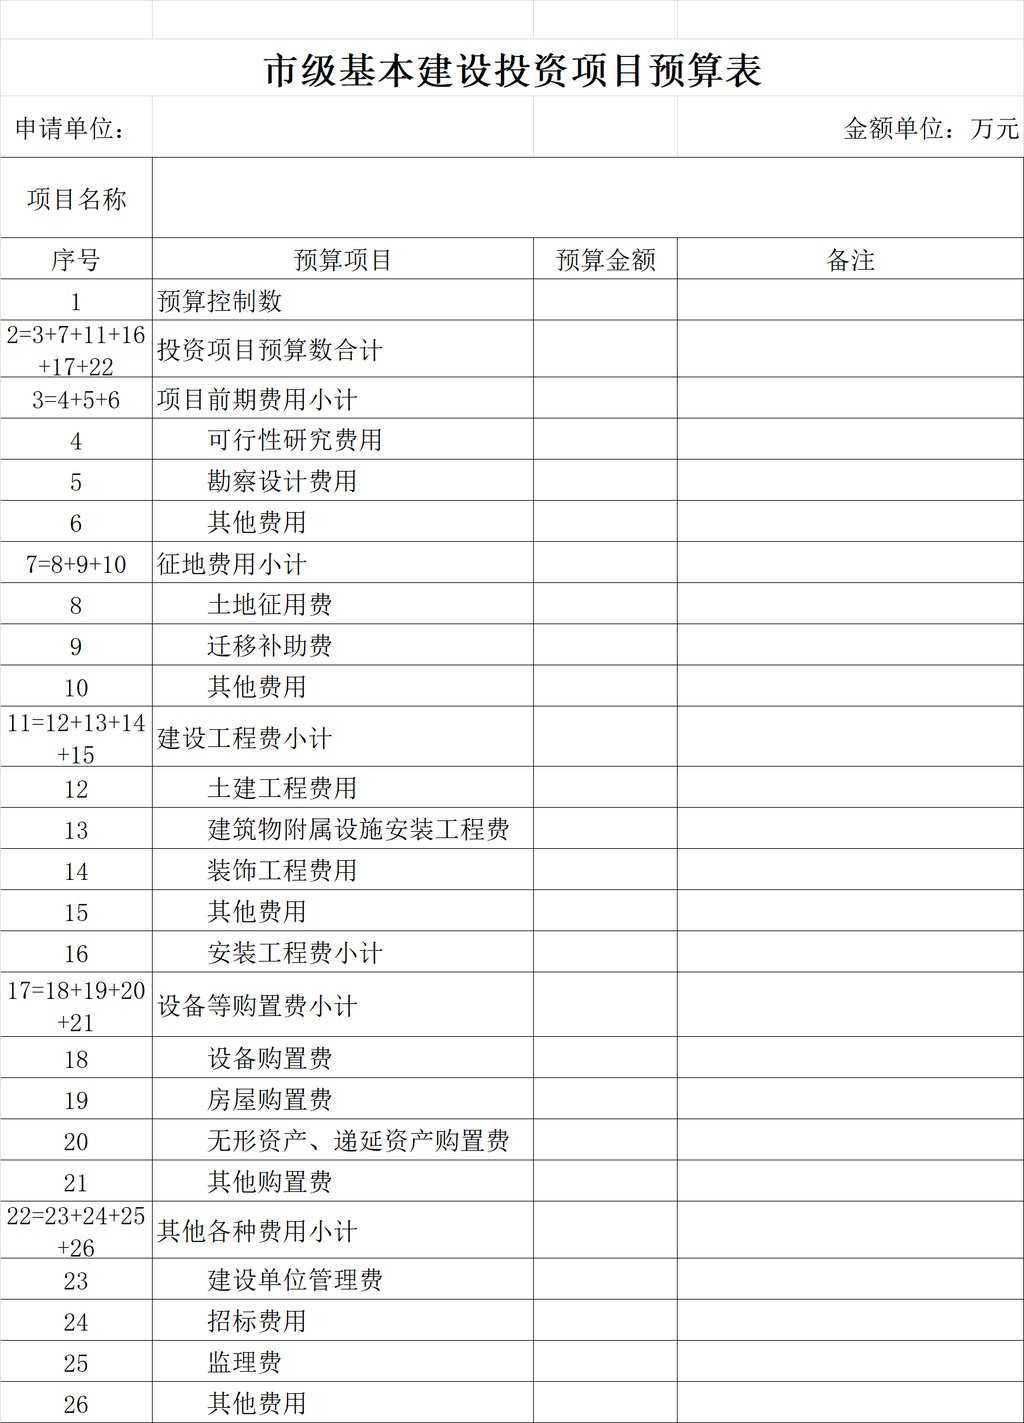 市级基本建设投资项目预算表
申请单位： 金额单位：万元
项目名称
序号 预算项目 预算金额 备注
1 预算控制数
2=3+7+11+16
+17+22 投资项目预算数合计
3=4+5+6 项目前期费用小计
4 可行性研究费用
5 勘察设计费用
6 其他费用
7=8+9+10 征地费用小计
8 土地征用费
9 迁移补助费
10 其他费用
11=12+13+14
+15 建设工程费小计
12 土建工程费用
13 建筑物附属设施安装工程费
14 装饰工程费用
15 其他费用
16 安装工程费小计
17=18+19+20
+21 设备等购置费小计
18 设备购置费
19 房屋购置费
20 无形资产、递延资产购置费
21 其他购置费
22=23+24+25
+26 其他各种费用小计
23 建设单位管理费
24 招标费用
25 监理费
26 其他费用